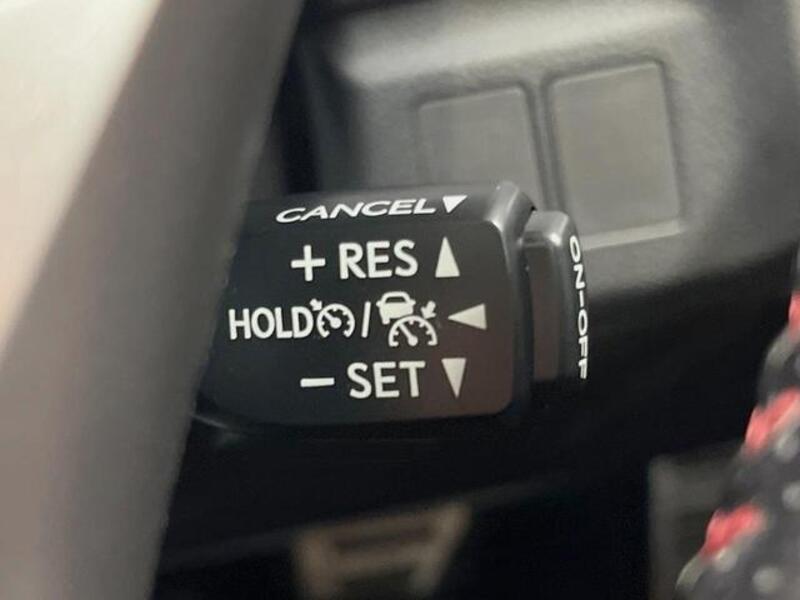 CANCEL▼
+ RES ▲
HOLD / ◀
− SET ▼
ON-OFF